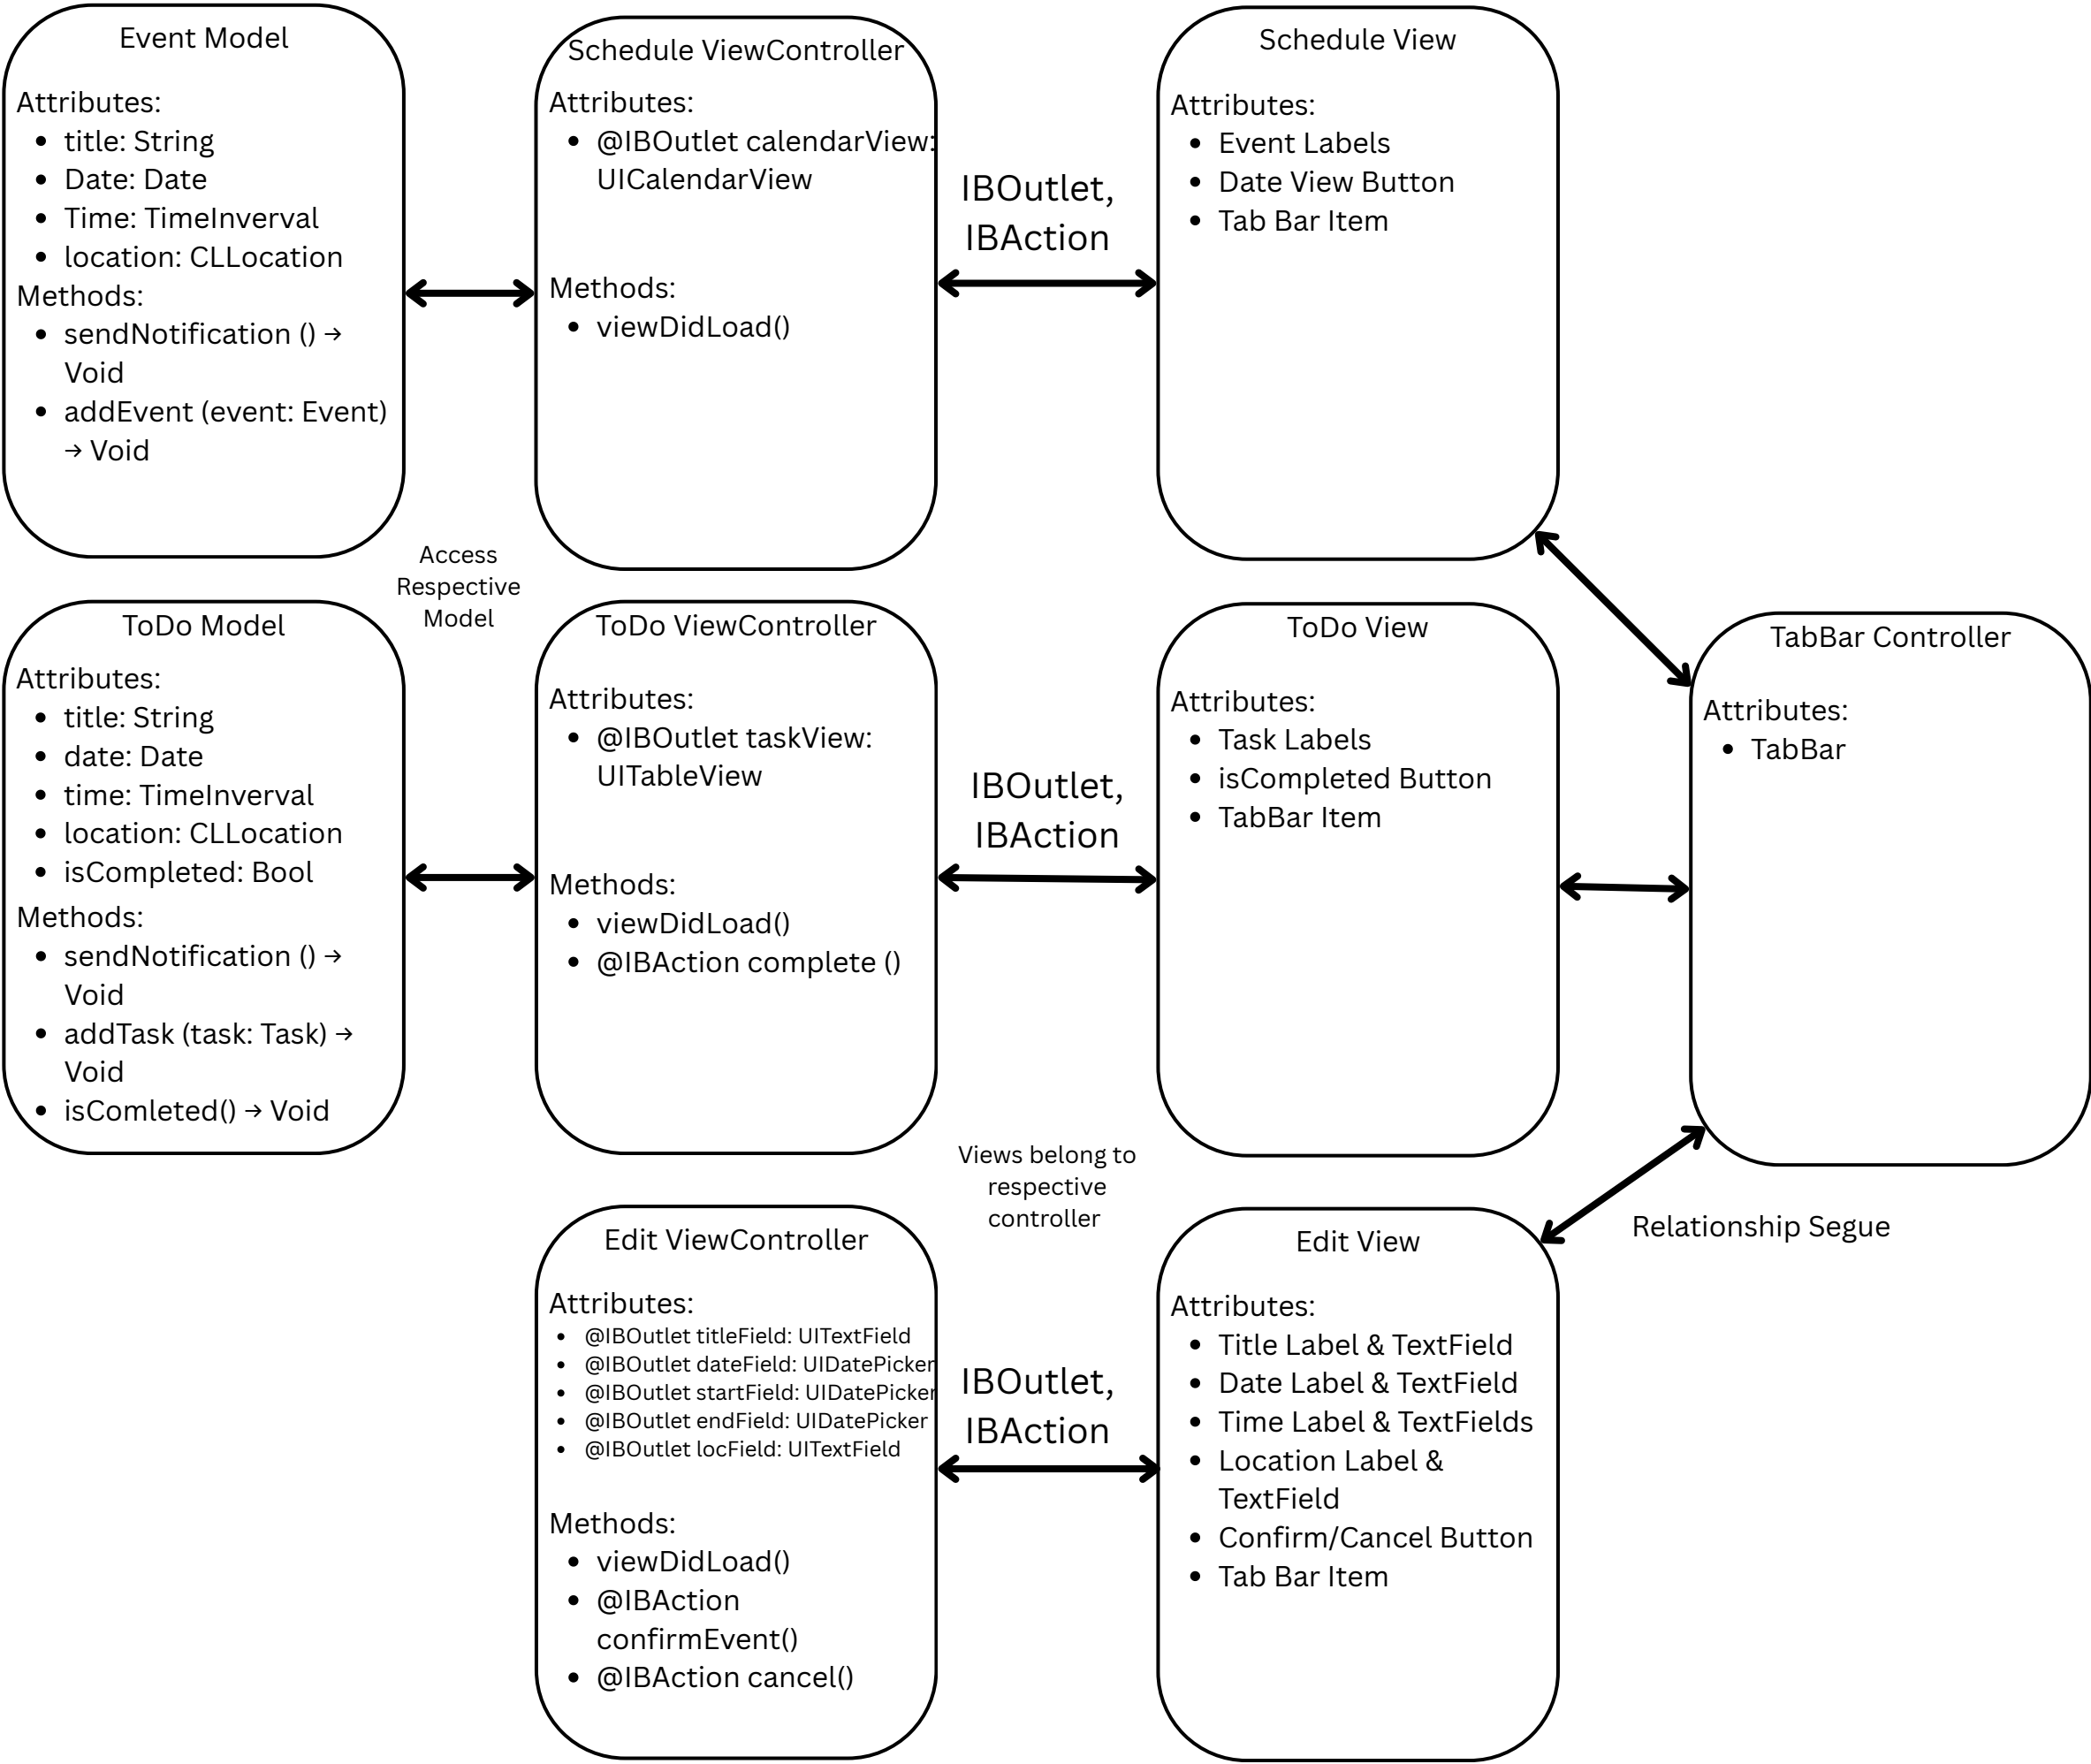 Event Model
Attributes:
title: String
Date: Date
Time: TimeInverval
location: CLLocation
Methods:
sendNotification () →
Void
addEvent (event: Event)
→ Void
Schedule ViewController
Attributes:
@IBOutlet calendarView:
UICalendarView
Methods:
viewDidLoad()
IBOutlet,
IBAction
Schedule View
Attributes:
Event Labels
Date View Button
Tab Bar Item
Access
Respective
Model
ToDo Model
Attributes:
title: String
date: Date
time: TimeInverval
location: CLLocation
isCompleted: Bool
Methods:
sendNotification () →
Void
addTask (task: Task) →
Void
isComleted() → Void
ToDo ViewController
Attributes:
@IBOutlet taskView:
UITableView
Methods:
viewDidLoad()
@IBAction complete ()
IBOutlet,
IBAction
ToDo View
Attributes:
Task Labels
isCompleted Button
TabBar Item
TabBar Controller
Attributes:
TabBar
Views belong to
respective
controller
Edit ViewController
Attributes:
@IBOutlet titleField: UITextField
@IBOutlet dateField: UIDatePicker
@IBOutlet startField: UIDatePicker
@IBOutlet endField: UIDatePicker
@IBOutlet locField: UITextField
Methods:
viewDidLoad()
@IBAction
confirmEvent()
@IBAction cancel()
IBOutlet,
IBAction
Edit View
Attributes:
Title Label & TextField
Date Label & TextField
Time Label & TextFields
Location Label &
TextField
Confirm/Cancel Button
Tab Bar Item
Relationship Segue